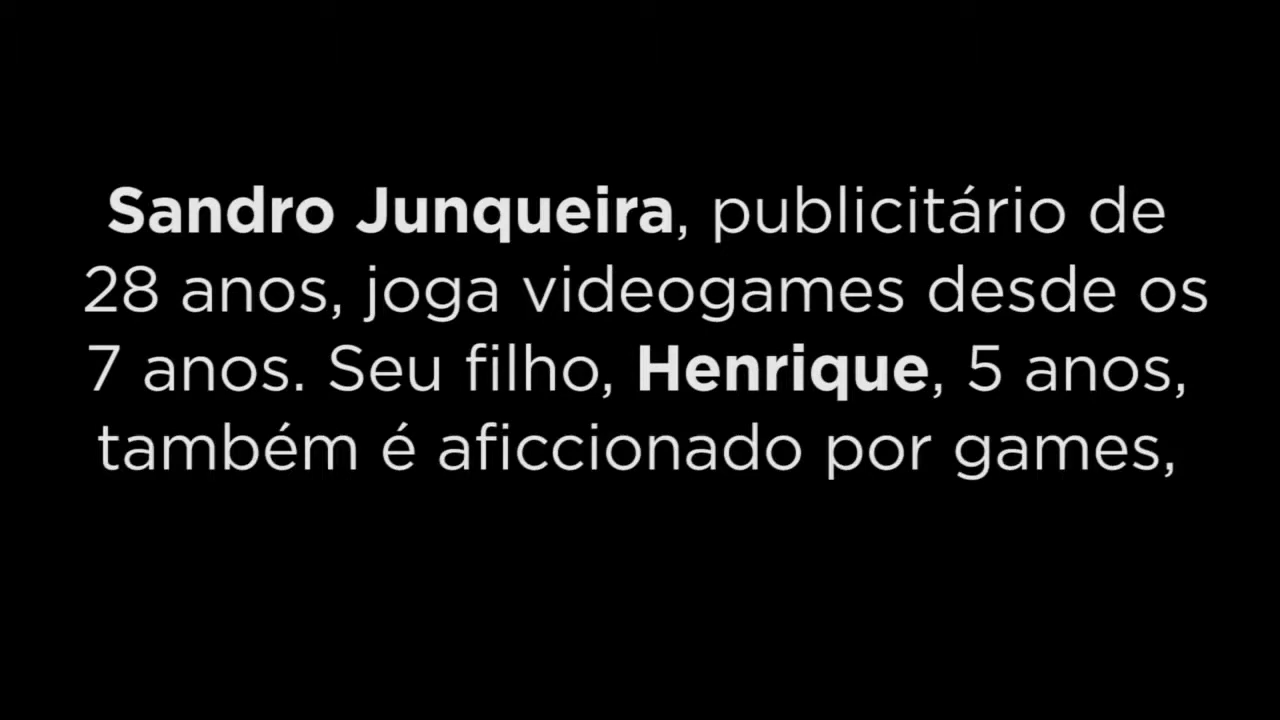 Sandro Junqueira, publicitário de
28 anos, joga videogames desde os
7 anos. Seu filho, Henrique, 5 anos,
também é aficcionado por games,